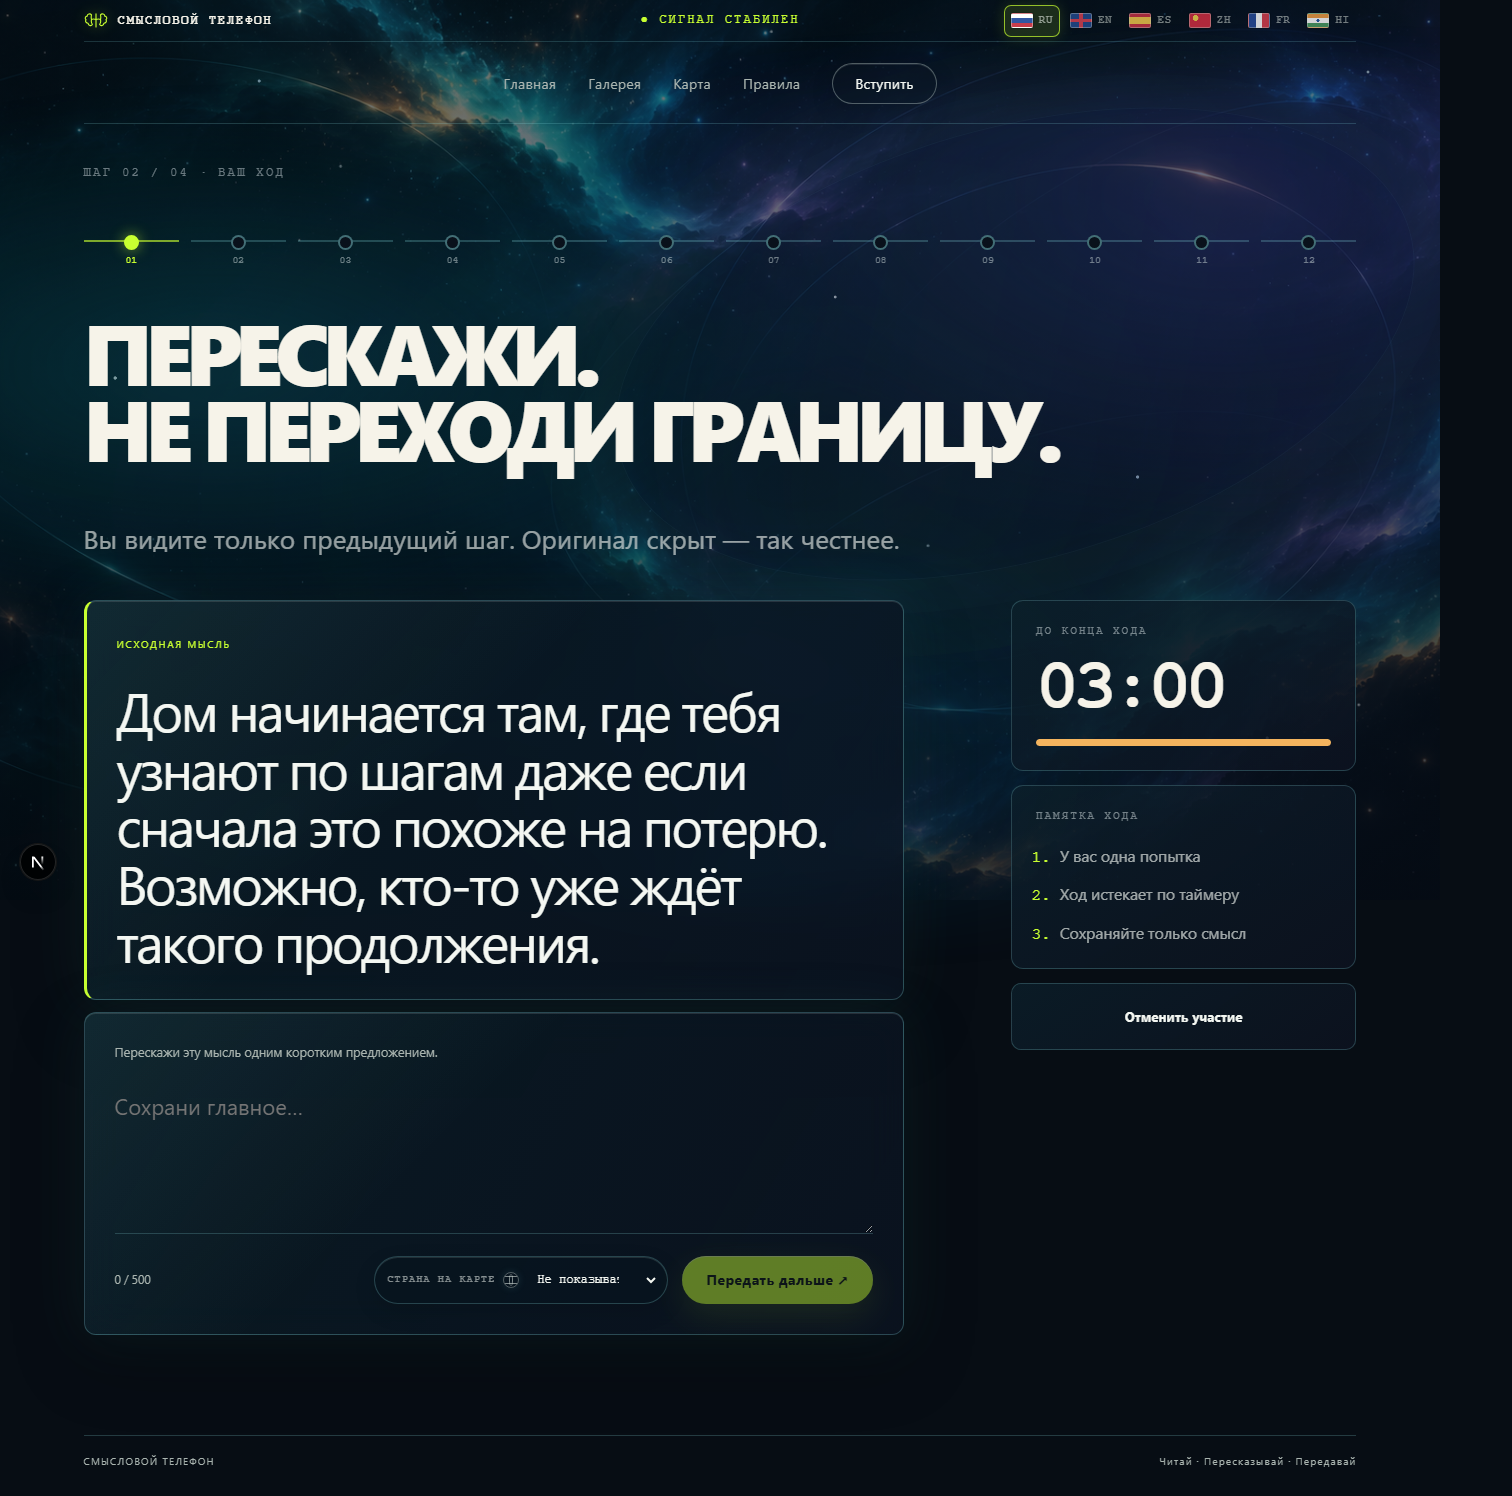 СМЫСЛОВОЙ ТЕЛЕФОН
СИГНАЛ СТАБИЛЕН
RU EN ES ZH FR HI
Главная Галерея Карта Правила Вступить
ШАГ 02 / 04 · ВАШ ХОД
01 02 03 04 05 06 07 08 09 10 11 12
ПЕРЕСКАЖИ.
НЕ ПЕРЕХОДИ ГРАНИЦУ.
Вы видите только предыдущий шаг. Оригинал скрыт — так честнее.
ИСХОДНАЯ МЫСЛЬ
Дом начинается там, где тебя
узнают по шагам даже если
сначала это похоже на потерю.
Возможно, кто-то уже ждёт
такого продолжения.
Перескажи эту мысль одним коротким предложением.
Сохрани главное...
0 / 500
СТРАНА НА КАРТЕ
Не показыва
Передать дальше ↗
ДО КОНЦА ХОДА
03:00
ПАМЯТКА ХОДА
1. У вас одна попытка
2. Ход истекает по таймеру
3. Сохраняйте только смысл
Отменить участие
N
СМЫСЛОВОЙ ТЕЛЕФОН
Читай · Пересказывай · Передавай